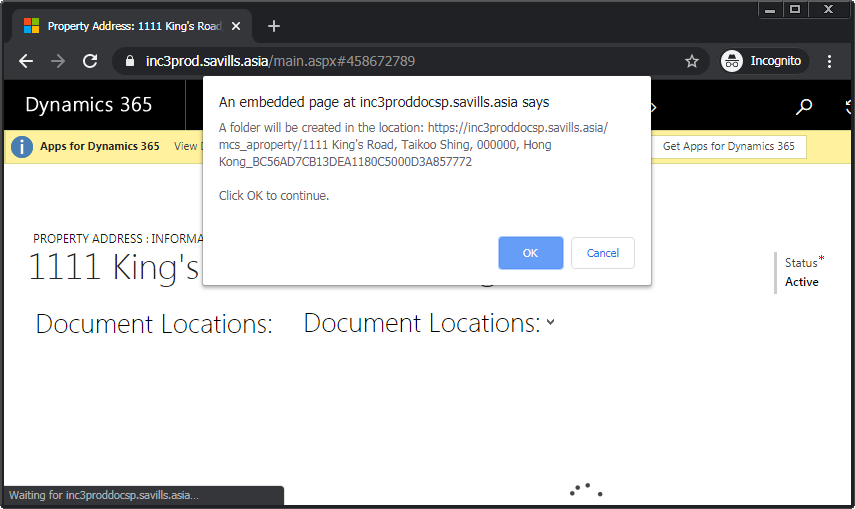 Property Address: 1111 King's Road
inc3prod.savills.asia/main.aspx#458672789
Incognito
Dynamics 365
An embedded page at inc3proddocsp.savills.asia says
A folder will be created in the location: https://inc3proddocsp.savills.asia/
mcs_aproperty/1111 King's Road, Taikoo Shing, 000000, Hong
Kong_BC56AD7CB13DEA1180C5000D3A857772
Click OK to continue.
OK
Cancel
Apps for Dynamics 365
View D
Get Apps for Dynamics 365
PROPERTY ADDRESS : INFORMA
1111 King's
Status*
Active
Document Locations:
Document Locations:
Waiting for inc3proddocsp.savills.asia...